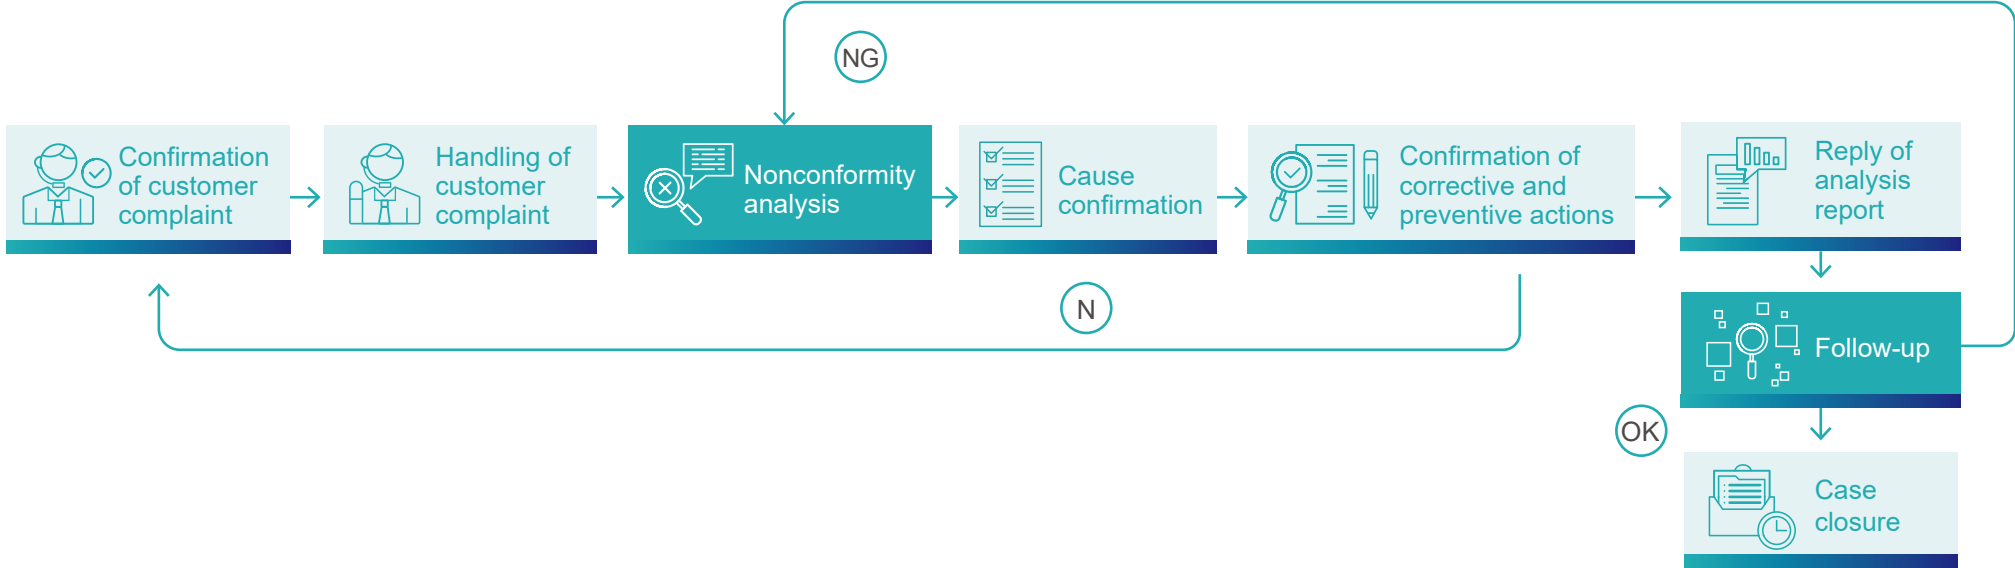 NG
Confirmation
of customer
complaint
Handling of
customer
complaint
Nonconformity
analysis
Cause
confirmation
Confirmation of
corrective and
preventive actions
Reply of
analysis
report
N
Follow-up
OK
Case
closure